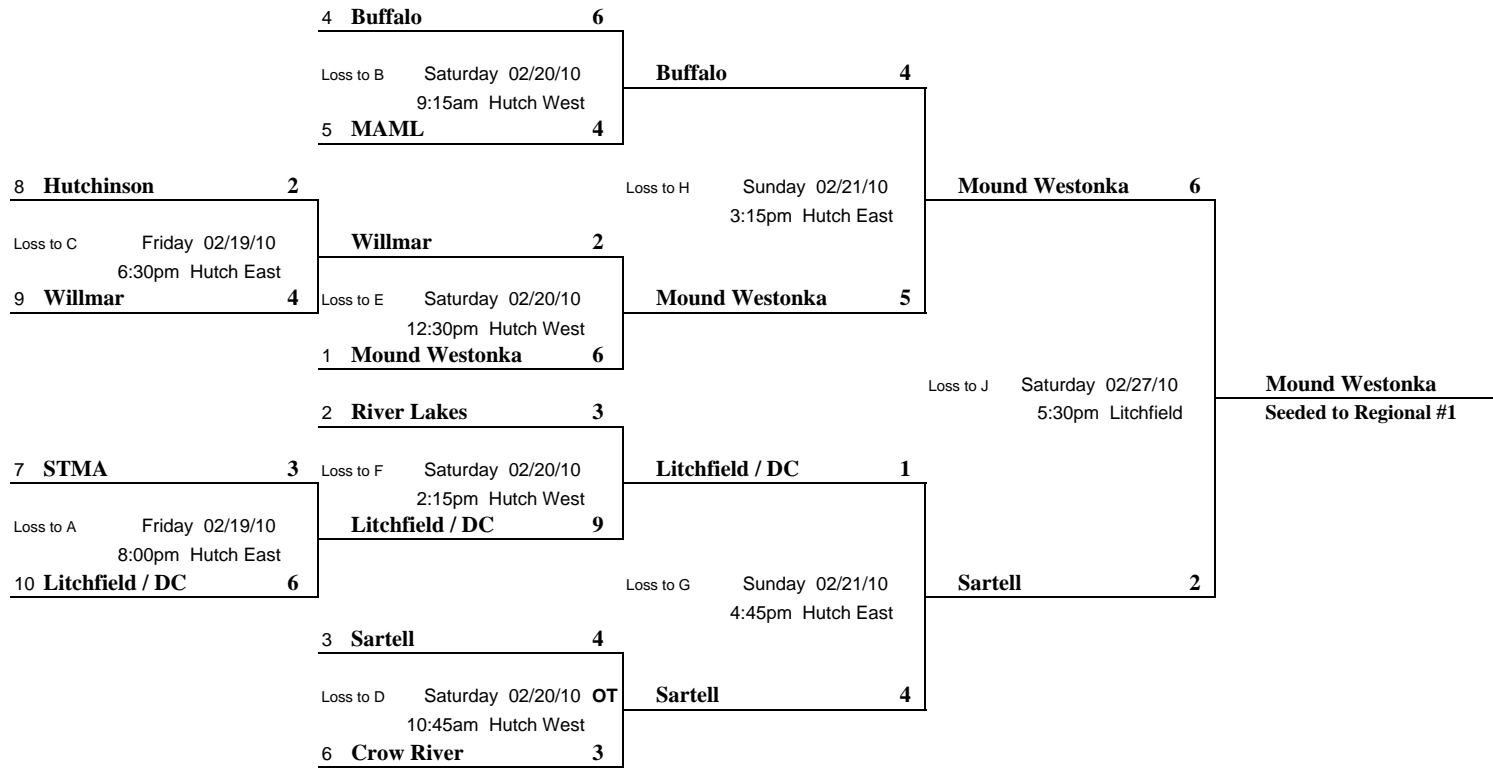 4 Buffalo 6
Loss to B Saturday 02/20/10
9:15am Hutch West
5 MAML 4
Buffalo 4
8 Hutchinson 2
Loss to C Friday 02/19/10
6:30pm Hutch East
9 Willmar 4
Willmar 2
Loss to E Saturday 02/20/10
12:30pm Hutch West
1 Mound Westonka 6
Loss to H Sunday 02/21/10
3:15pm Hutch East
Mound Westonka 5
Mound Westonka 6
2 River Lakes 3
Loss to F Saturday 02/20/10
2:15pm Hutch West
Litchfield / DC 9
7 STMA 3
Loss to A Friday 02/19/10
8:00pm Hutch East
10 Litchfield / DC 6
Litchfield / DC 1
Loss to G Sunday 02/21/10
4:45pm Hutch East
3 Sartell 4
Loss to D Saturday 02/20/10 OT
10:45am Hutch West
6 Crow River 3
Sartell 4
Loss to J Saturday 02/27/10
5:30pm Litchfield
Sartell 2
Mound Westonka
Seeded to Regional #1